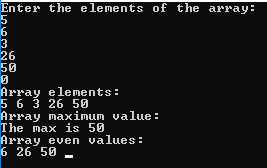 Enter the elements of the array:
5
6
3
26
50
0
Array elements:
5 6 3 26 50
Array maximum value:
The max is 50
Array even values:
6 26 50 _